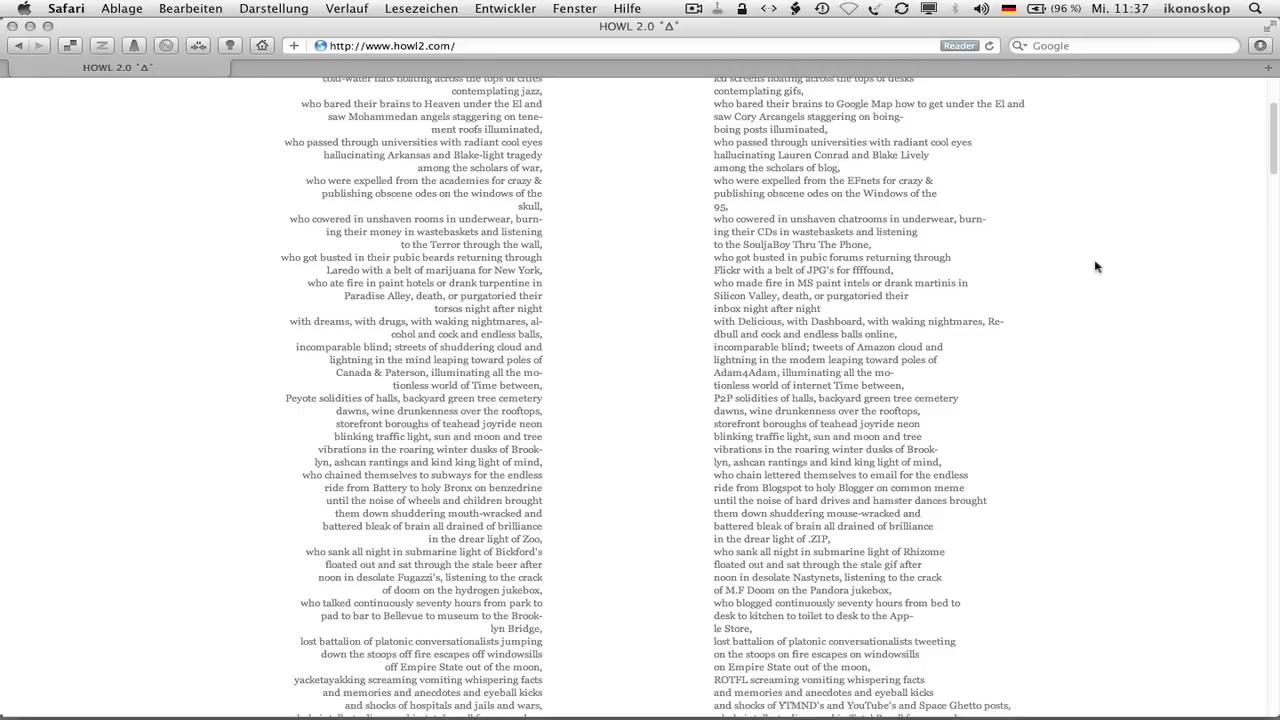 Safari Ablage Bearbeiten Darstellung Verlauf Lesezeichen Entwickler Fenster Hilfe (96 %) Mi. 11:37 ikonoskop
HOWL 2.0 ˚∆˚
http://www.howl2.com/ Reader Google
HOWL 2.0 ˚∆˚
cold-water flats floating across the tops of cities
contemplating jazz,
who bared their brains to Heaven under the El and
saw Mohammedan angels staggering on tene-
ment roofs illuminated,
who passed through universities with radiant cool eyes
hallucinating Arkansas and Blake-light tragedy
among the scholars of war,
who were expelled from the academies for crazy &
publishing obscene odes on the windows of the
skull,
who cowered in unshaven rooms in underwear, burn-
ing their money in wastebaskets and listening
to the Terror through the wall,
who got busted in their pubic beards returning through
Laredo with a belt of marijuana for New York,
who ate fire in paint hotels or drank turpentine in
Paradise Alley, death, or purgatoried their
torsos night after night
with dreams, with drugs, with waking nightmares, al-
cohol and cock and endless balls,
incomparable blind; streets of shuddering cloud and
lightning in the mind leaping toward poles of
Canada & Paterson, illuminating all the mo-
tionless world of Time between,
Peyote solidities of halls, backyard green tree cemetery
dawns, wine drunkenness over the rooftops,
storefront boroughs of teahead joyride neon
blinking traffic light, sun and moon and tree
vibrations in the roaring winter dusks of Brook-
lyn, ashcan rantings and kind king light of mind,
who chained themselves to subways for the endless
ride from Battery to holy Bronx on benzedrine
until the noise of wheels and children brought
them down shuddering mouth-wracked and
battered bleak of brain all drained of brilliance
in the drear light of Zoo,
who sank all night in submarine light of Bickford's
floated out and sat through the stale beer after
noon in desolate Fugazzi's, listening to the crack
of doom on the hydrogen jukebox,
who talked continuously seventy hours from park to
pad to bar to Bellevue to museum to the Brook-
lyn Bridge,
lost battalion of platonic conversationalists jumping
down the stoops off fire escapes off windowsills
off Empire State out of the moon,
yacketayakking screaming vomiting whispering facts
and memories and anecdotes and eyeball kicks
and shocks of hospitals and jails and wars,
lcd screens floating across the tops of desks
contemplating gifs,
who bared their brains to Google Map how to get under the El and
saw Cory Arcangels staggering on boing-
boing posts illuminated,
who passed through universities with radiant cool eyes
hallucinating Lauren Conrad and Blake Lively
among the scholars of blog,
who were expelled from the EFnets for crazy &
publishing obscene odes on the Windows of the
95,
who cowered in unshaven chatrooms in underwear, burn-
ing their CDs in wastebaskets and listening
to the SouljaBoy Thru The Phone,
who got busted in pubic forums returning through
Flickr with a belt of JPG's for ffffound,
who made fire in MS paint intels or drank martinis in
Silicon Valley, death, or purgatoried their
inbox night after night
with Delicious, with Dashboard, with waking nightmares, Re-
dbull and cock and endless balls online,
incomparable blind; tweets of Amazon cloud and
lightning in the modem leaping toward poles of
Adam4Adam, illuminating all the mo-
tionless world of internet Time between,
P2P solidities of halls, backyard green tree cemetery
dawns, wine drunkenness over the rooftops,
storefront boroughs of teahead joyride neon
blinking traffic light, sun and moon and tree
vibrations in the roaring winter dusks of Brook-
lyn, ashcan rantings and kind king light of mind,
who chain lettered themselves to email for the endless
ride from Blogspot to holy Blogger on common meme
until the noise of hard drives and hamster dances brought
them down shuddering mouse-wracked and
battered bleak of brain all drained of brilliance
in the drear light of .ZIP,
who sank all night in submarine light of Rhizome
floated out and sat through the stale gif after
noon in desolate Nastynets, listening to the crack
of M.F Doom on the Pandora jukebox,
who blogged continuously seventy hours from bed to
desk to kitchen to toilet to desk to the App-
le Store,
lost battalion of platonic conversationalists tweeting
on the stoops on fire escapes on windowsills
on Empire State out of the moon,
ROTFL screaming vomiting whispering facts
and memories and anecdotes and eyeball kicks
and shocks of YTMND's and YouTube's and Space Ghetto posts,